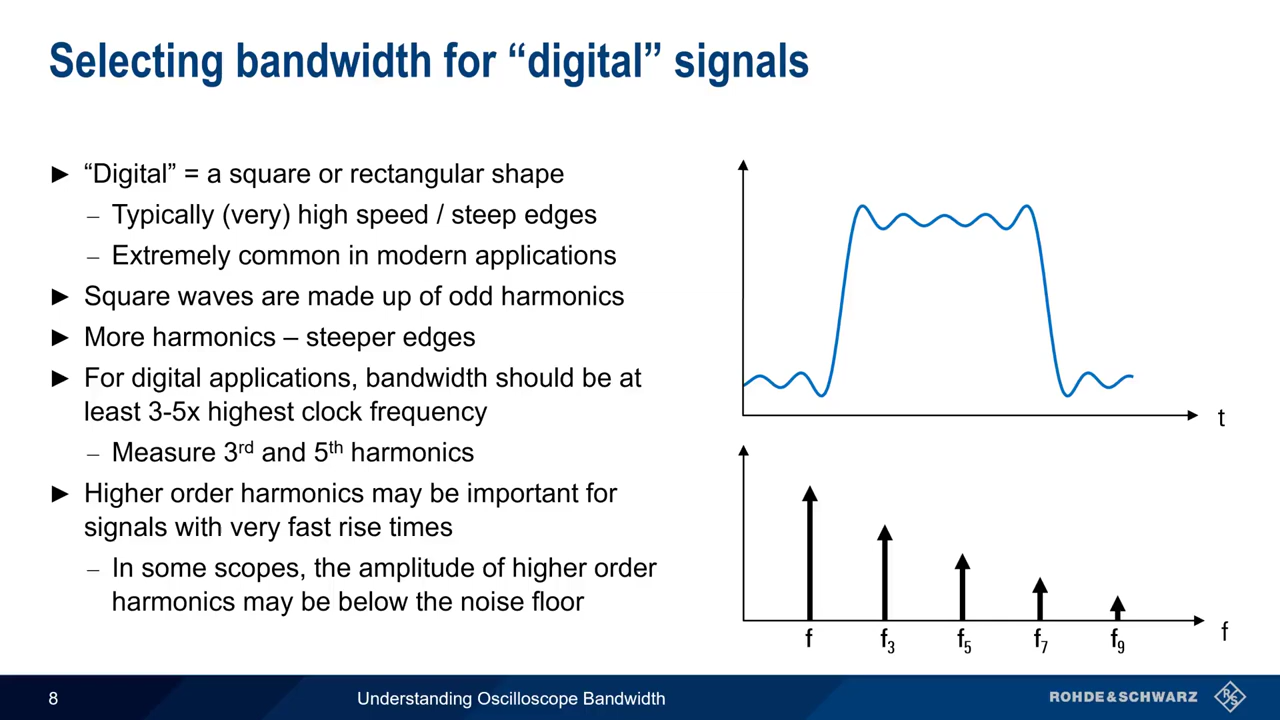 Selecting bandwidth for “digital” signals
► “Digital” = a square or rectangular shape
– Typically (very) high speed / steep edges
– Extremely common in modern applications
► Square waves are made up of odd harmonics
► More harmonics – steeper edges
► For digital applications, bandwidth should be at
least 3-5x highest clock frequency
– Measure 3rd and 5th harmonics
► Higher order harmonics may be important for
signals with very fast rise times
– In some scopes, the amplitude of higher order
harmonics may be below the noise floor
t
f
f f3 f5 f7 f9
8 Understanding Oscilloscope Bandwidth ROHDE&SCHWARZ R&S